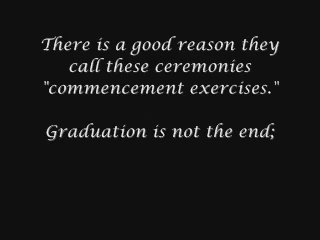 There is a good reason they
call these ceremonies
"commencement exercises."
Graduation is not the end;